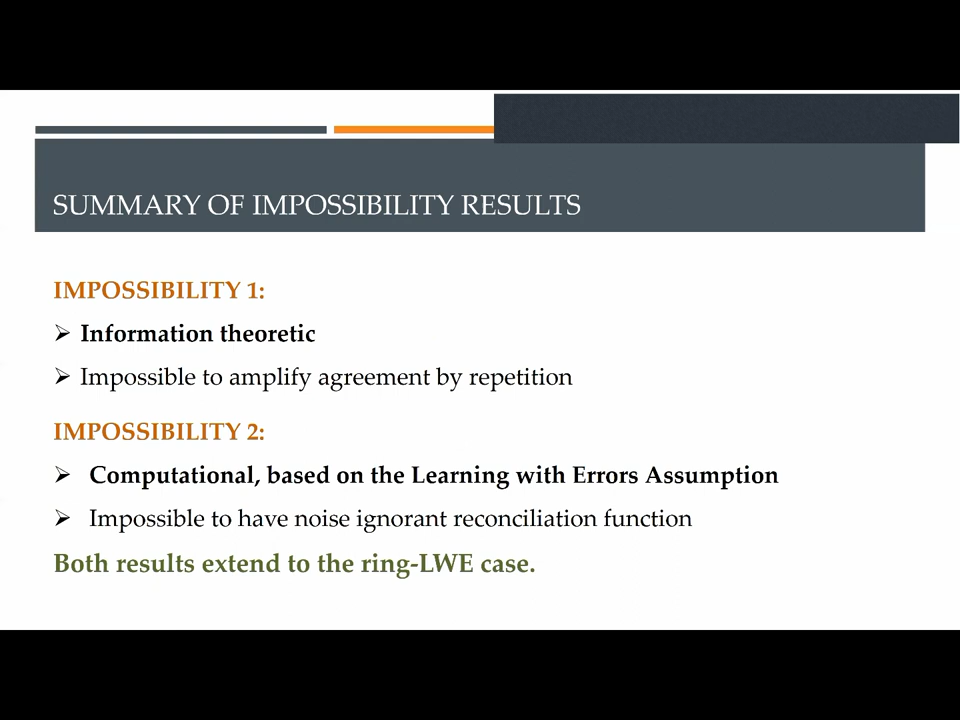 SUMMARY OF IMPOSSIBILITY RESULTS
IMPOSSIBILITY 1:
➢ Information theoretic
➢ Impossible to amplify agreement by repetition
IMPOSSIBILITY 2:
➢ Computational, based on the Learning with Errors Assumption
➢ Impossible to have noise ignorant reconciliation function
Both results extend to the ring-LWE case.